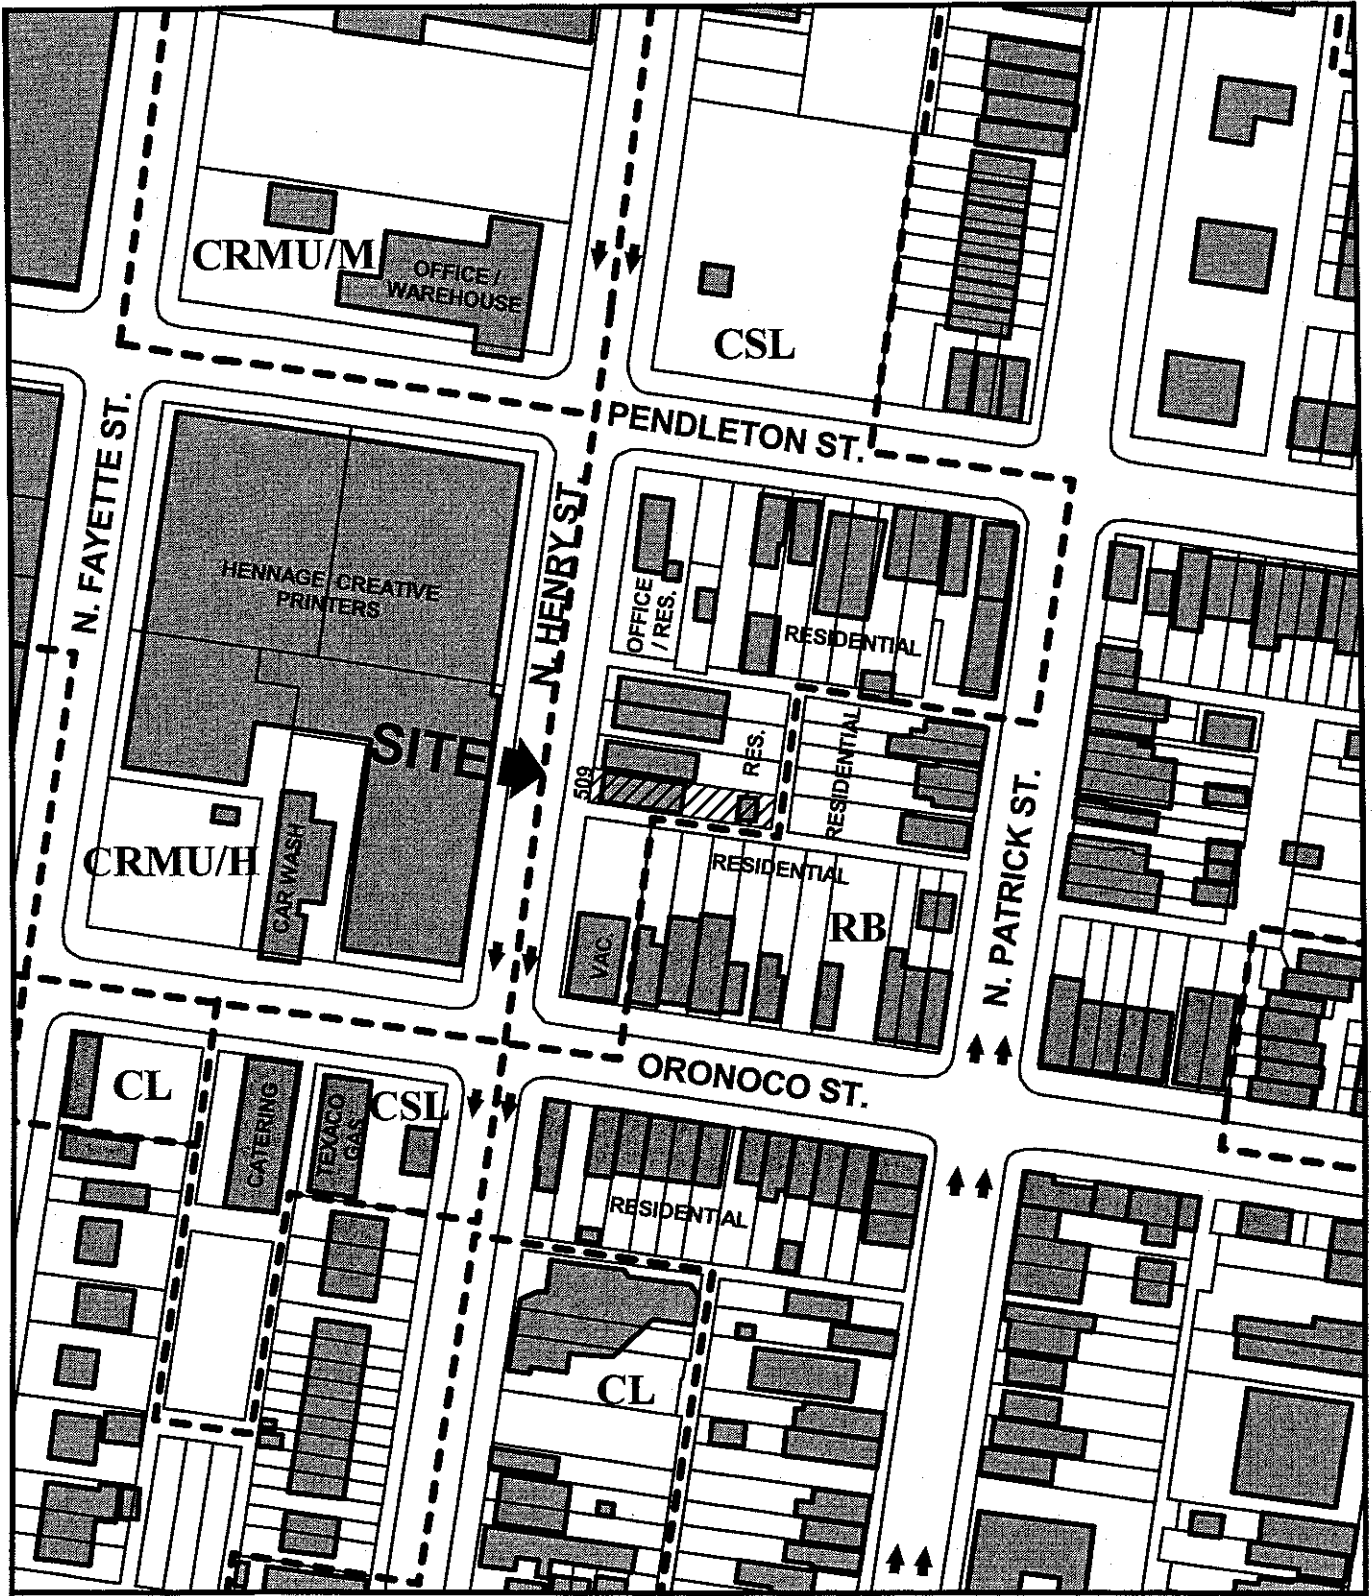 CRMU/M
OFFICE /
WAREHOUSE
CSL
N. FAYETTE ST.
PENDLETON ST.
N. HENRY ST.
HENNAGE CREATIVE
PRINTERS
OFFICE
/ RES.
RESIDENTIAL
SITE
509
RES.
RESIDENTIAL
N. PATRICK ST.
CRMU/H
CAR WASH
RESIDENTIAL
RB
VAC.
ORONOCO ST.
CL
CATERING
TEXACO
GAS
CSL
RESIDENTIAL
CL